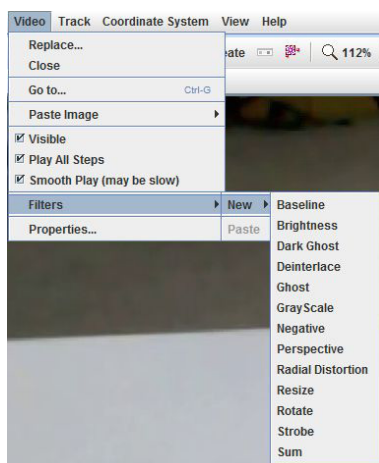 Video Track Coordinate System View Help
Replace...
eate 112%
Close
Go to... Ctrl-G
Paste Image
Visible
Play All Steps
Smooth Play (may be slow)
Filters New Baseline
Properties... Paste Brightness
Dark Ghost
Deinterlace
Ghost
GrayScale
Negative
Perspective
Radial Distortion
Resize
Rotate
Strobe
Sum